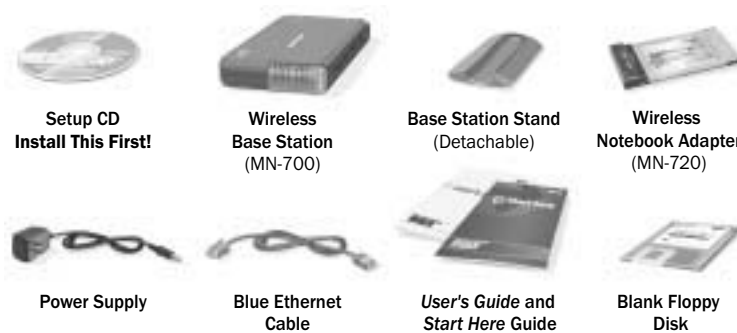 Setup CD
Install This First!
Wireless
Base Station
(MN-700)
Base Station Stand
(Detachable)
Wireless
Notebook Adapter
(MN-720)
Power Supply
Blue Ethernet
Cable
User's Guide and
Start Here Guide
Blank Floppy
Disk